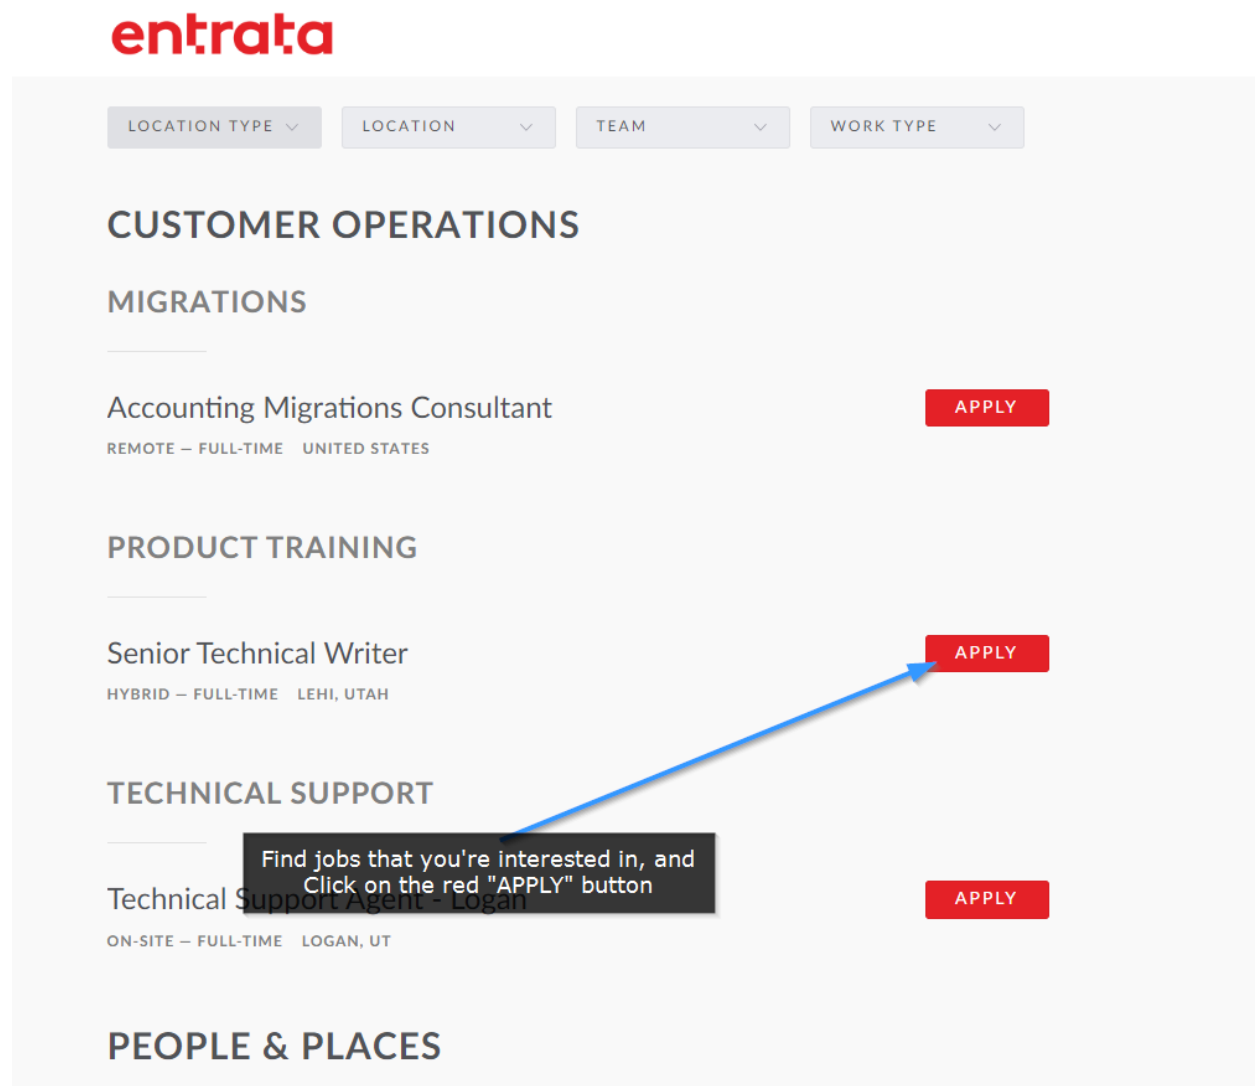 entrata
LOCATION TYPE
LOCATION
TEAM
WORK TYPE
CUSTOMER OPERATIONS
MIGRATIONS
Accounting Migrations Consultant
APPLY
REMOTE — FULL-TIME UNITED STATES
PRODUCT TRAINING
Senior Technical Writer
APPLY
HYBRID — FULL-TIME LEHI, UTAH
TECHNICAL SUPPORT
Find jobs that you're interested in, and
Click on the red "APPLY" button
Technical Support Agent - Logan
APPLY
ON-SITE — FULL-TIME LOGAN, UT
PEOPLE & PLACES